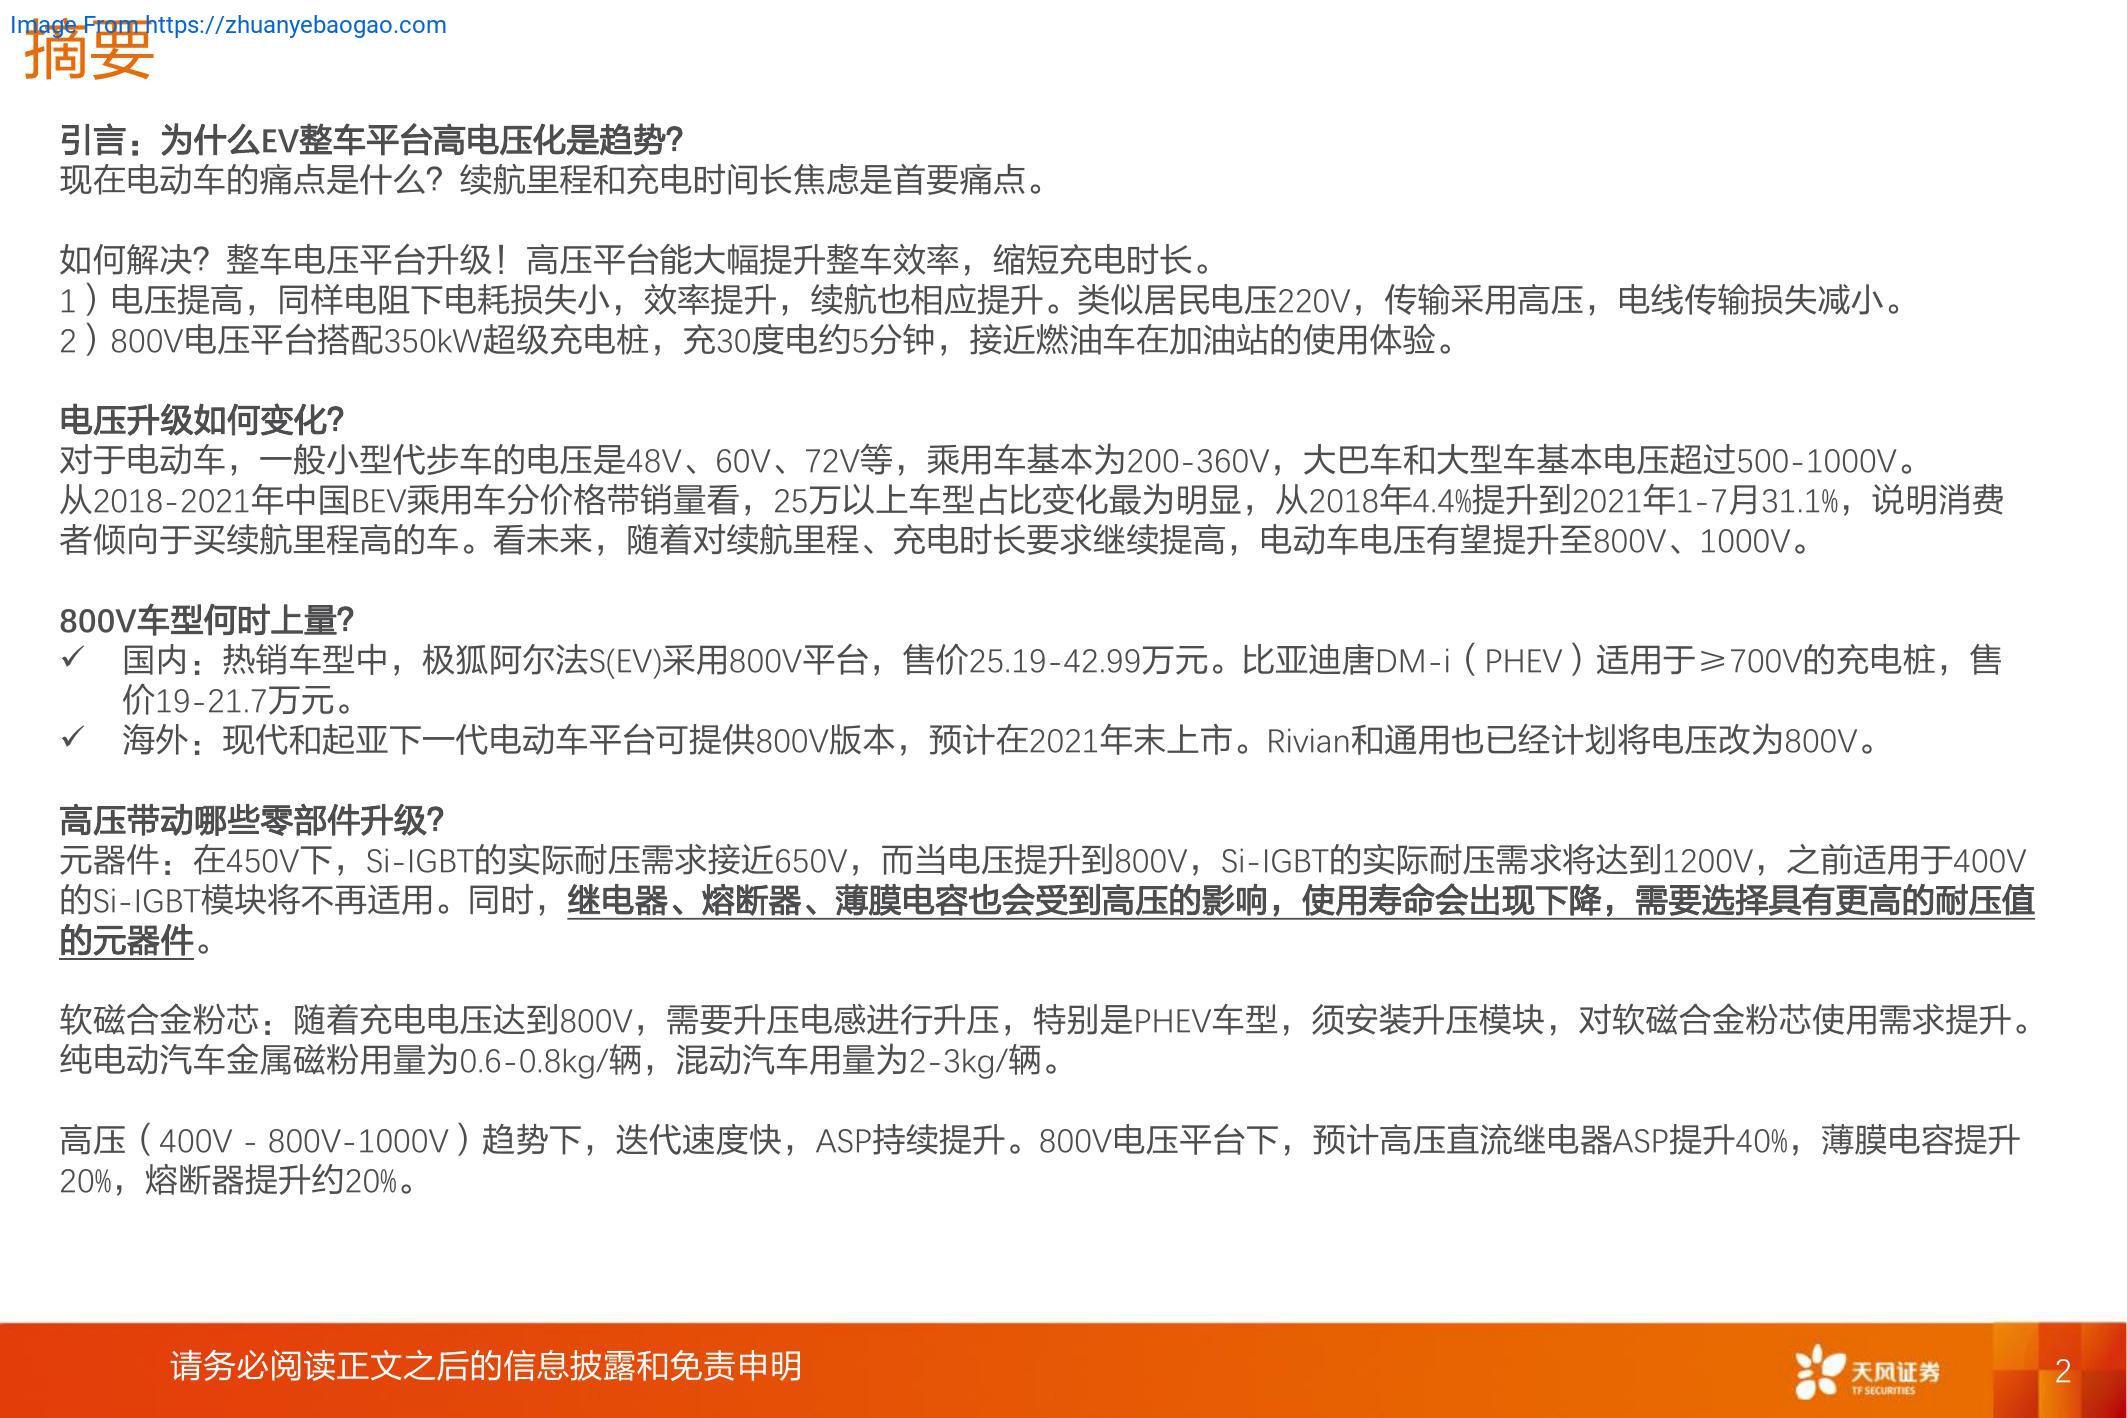 Image From https://zhuanyebaogao.com
摘要
引言：为什么EV整车平台高电压化是趋势？
现在电动车的痛点是什么？续航里程和充电时间长焦虑是首要痛点。
如何解决？整车电压平台升级！高压平台能大幅提升整车效率，缩短充电时长。
1）电压提高，同样电阻下电耗损失小，效率提升，续航也相应提升。类似居民电压220V，传输采用高压，电线传输损失减小。
2）800V电压平台搭配350kW超级充电桩，充30度电约5分钟，接近燃油车在加油站的使用体验。
电压升级如何变化？
对于电动车，一般小型代步车的电压是48V、60V、72V等，乘用车基本为200-360V，大巴车和大型车基本电压超过500-1000V。
从2018-2021年中国BEV乘用车分价格带销量看，25万以上车型占比变化最为明显，从2018年4.4%提升到2021年1-7月31.1%，说明消费
者倾向于买续航里程高的车。看未来，随着对续航里程、充电时长要求继续提高，电动车电压有望提升至800V、1000V。
800V车型何时上量？
✓ 国内：热销车型中，极狐阿尔法S(EV)采用800V平台，售价25.19-42.99万元。比亚迪唐DM-i（PHEV）适用于≥700V的充电桩，售
价19-21.7万元。
✓ 海外：现代和起亚下一代电动车平台可提供800V版本，预计在2021年末上市。Rivian和通用也已经计划将电压改为800V。
高压带动哪些零部件升级？
元器件：在450V下，Si-IGBT的实际耐压需求接近650V，而当电压提升到800V，Si-IGBT的实际耐压需求将达到1200V，之前适用于400V
的Si-IGBT模块将不再适用。同时，继电器、熔断器、薄膜电容也会受到高压的影响，使用寿命会出现下降，需要选择具有更高的耐压值
的元器件。
软磁合金粉芯：随着充电电压达到800V，需要升压电感进行升压，特别是PHEV车型，须安装升压模块，对软磁合金粉芯使用需求提升。
纯电动汽车金属磁粉用量为0.6-0.8kg/辆，混动汽车用量为2-3kg/辆。
高压（400V - 800V-1000V）趋势下，迭代速度快，ASP持续提升。800V电压平台下，预计高压直流继电器ASP提升40%，薄膜电容提升
20%，熔断器提升约20%。
请务必阅读正文之后的信息披露和免责申明
天风证券
TF SECURITIES
2